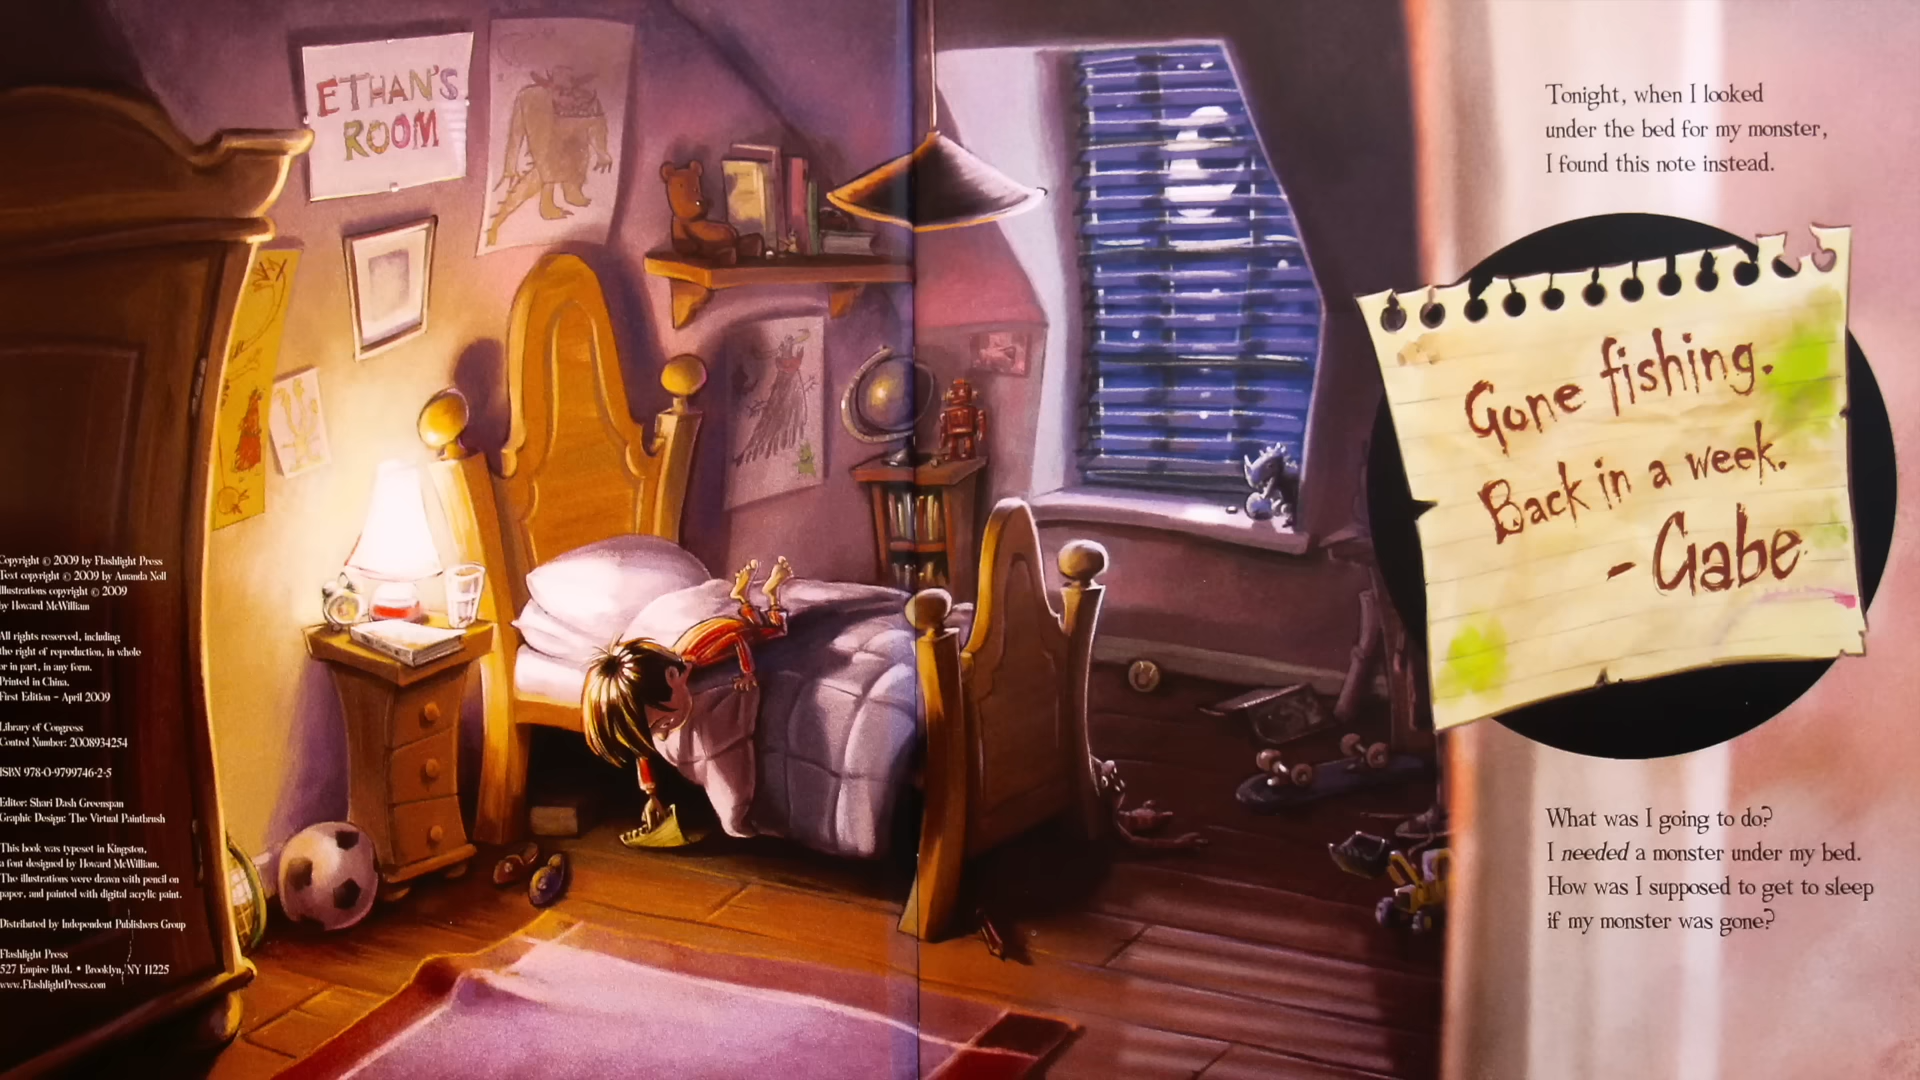 ETHAN'S
ROOM
Copyright © 2009 by Flashlight Press
Text copyright © 2009 by Amanda Noll
Illustrations copyright © 2009
by Howard McWilliam
All rights reserved, including
the right of reproduction, in whole
or in part, in any form.
Printed in China.
First Edition – April 2009
Library of Congress
Control Number: 2008934254
ISBN 978-0-9799746-2-5
Editor: Shari Dash Greenspan
Graphic Design: The Virtual Paintbrush
This book was typeset in Kingston,
a font designed by Howard McWilliam.
The illustrations were drawn with pencil on
paper, and painted with digital acrylic paint.
Distributed by Independent Publishers Group
Flashlight Press
527 Empire Blvd. • Brooklyn, NY 11225
www.FlashlightPress.com
Tonight, when I looked
under the bed for my monster,
I found this note instead.
Gone fishing.
Back in a week.
- Gabe
What was I going to do?
I needed a monster under my bed.
How was I supposed to get to sleep
if my monster was gone?